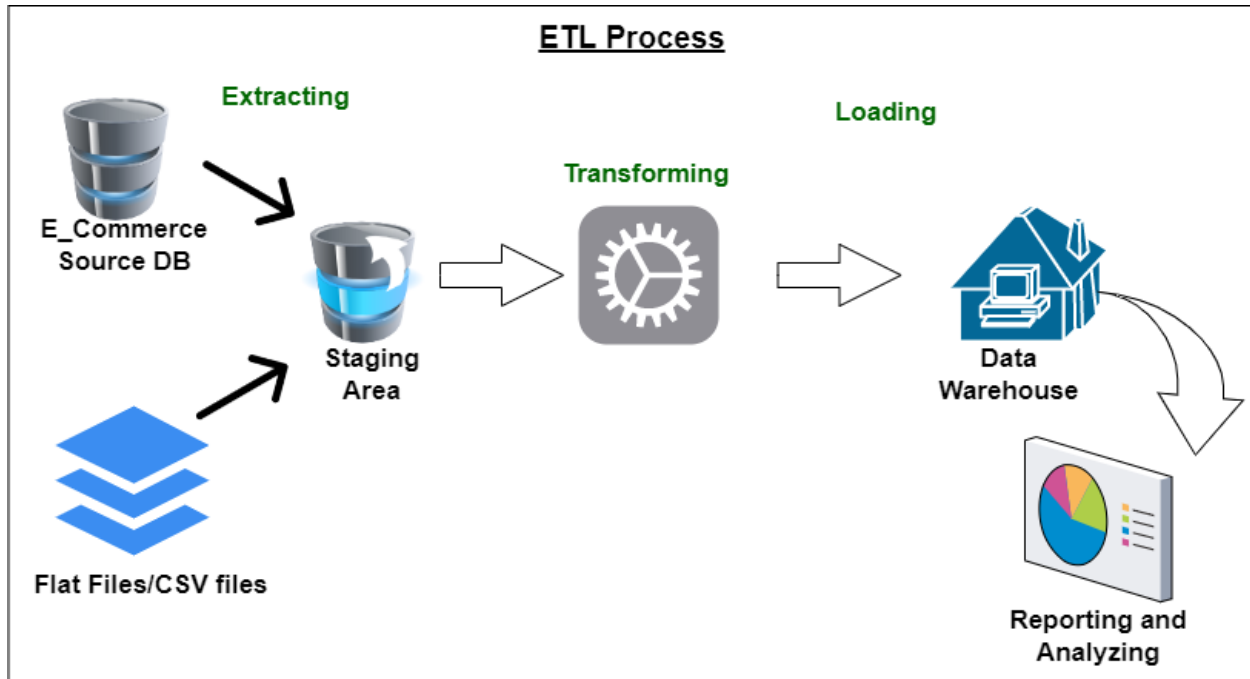 ETL Process
Extracting
Loading
Transforming
E_Commerce
Source DB
Staging
Area
Data
Warehouse
Flat Files/CSV files
Reporting and
Analyzing